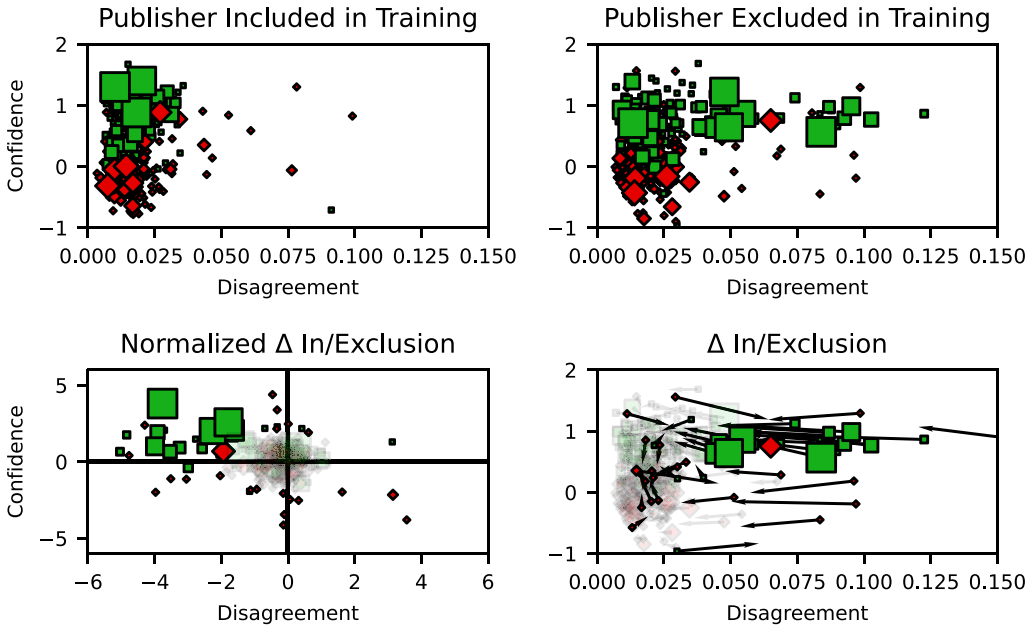 Publisher Included in Training
2
1
0
−1
Confidence
0.000 0.025 0.050 0.075 0.100 0.125 0.150
Disagreement
Publisher Excluded in Training
2
1
0
−1
0.000 0.025 0.050 0.075 0.100 0.125 0.150
Disagreement
Normalized Δ In/Exclusion
5
0
−5
Confidence
−6 −4 −2 0 2 4 6
Disagreement
Δ In/Exclusion
2
1
0
−1
0.000 0.025 0.050 0.075 0.100 0.125 0.150
Disagreement